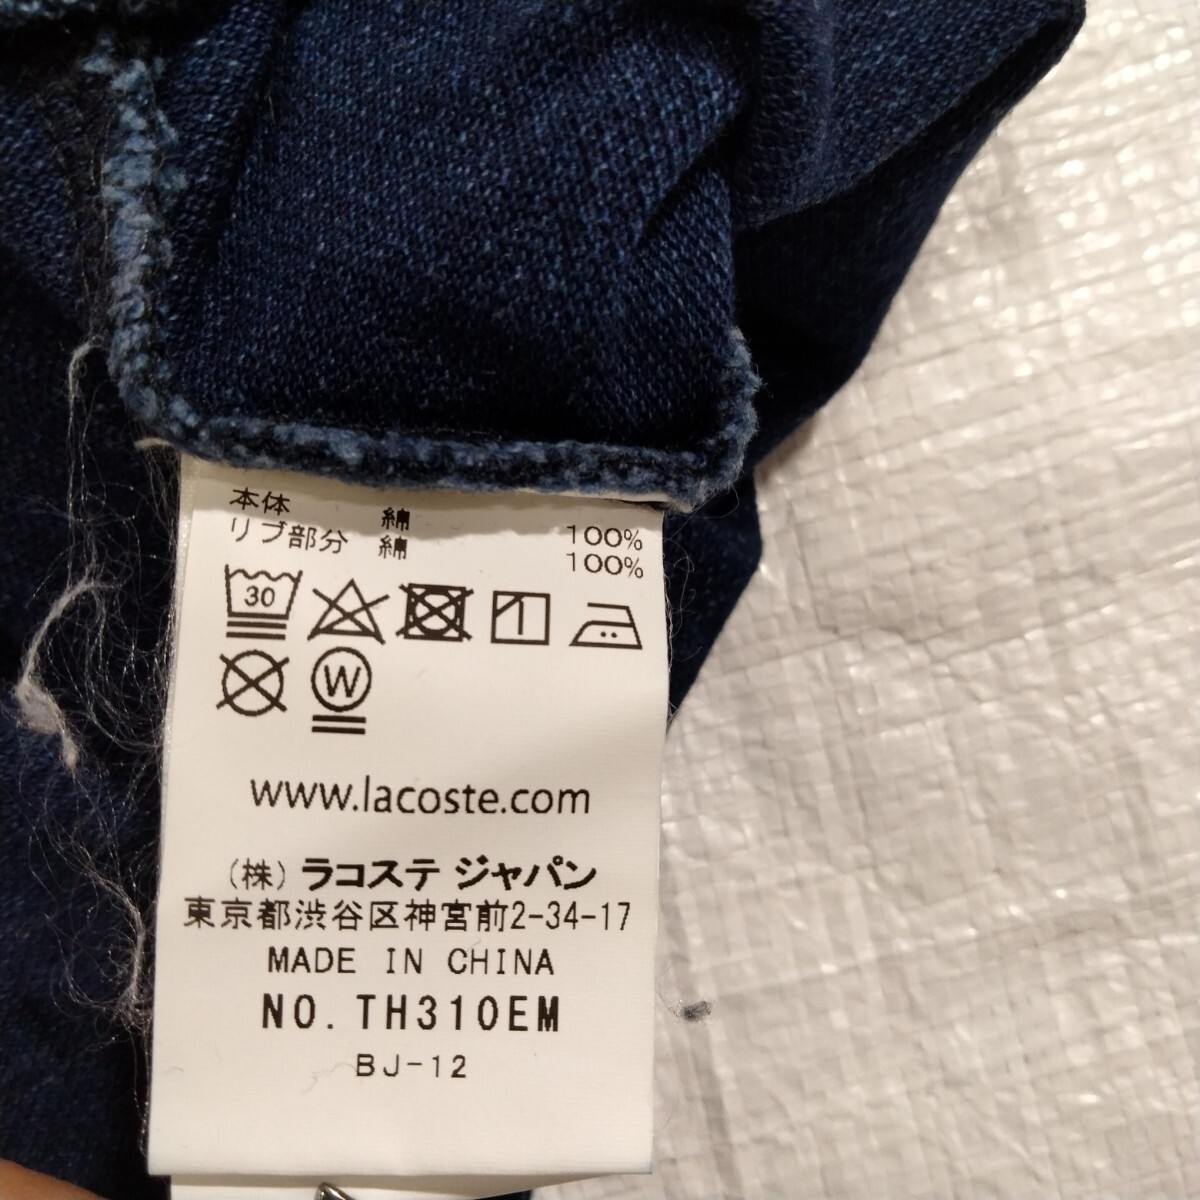 本体 綿 100%
リブ部分 綿 100%
30
W
www.lacoste.com
(株) ラコステ ジャパン
東京都渋谷区神宮前2-34-17
MADE IN CHINA
NO. TH310EM
BJ-12